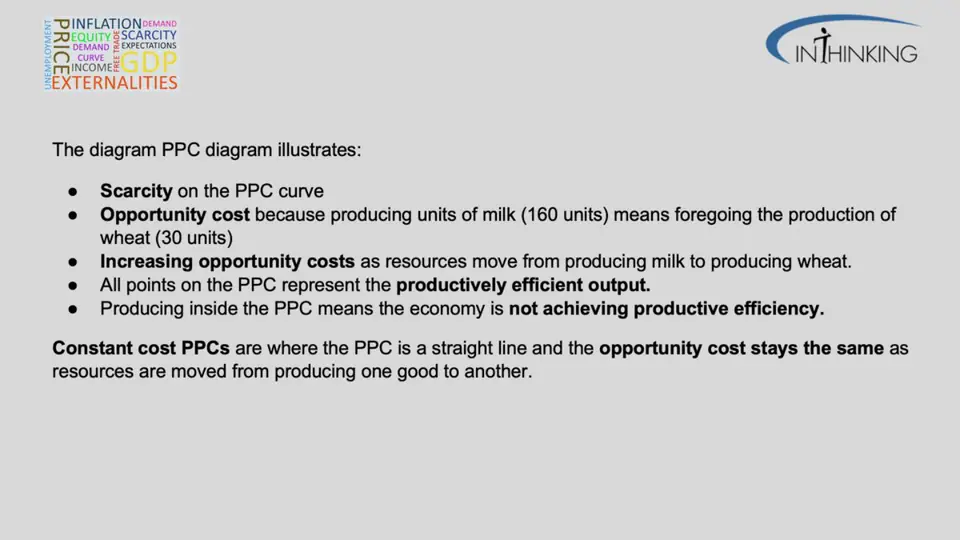 UNEMPLOYMENT
PRICE
INFLATION
DEMAND
EQUITY
FREE TRADE
SCARCITY
DEMAND
EXPECTATIONS
CURVE
GDP
INCOME
EXTERNALITIES
INTHINKING
The diagram PPC diagram illustrates:
● Scarcity on the PPC curve
● Opportunity cost because producing units of milk (160 units) means foregoing the production of
wheat (30 units)
● Increasing opportunity costs as resources move from producing milk to producing wheat.
● All points on the PPC represent the productively efficient output.
● Producing inside the PPC means the economy is not achieving productive efficiency.
Constant cost PPCs are where the PPC is a straight line and the opportunity cost stays the same as
resources are moved from producing one good to another.